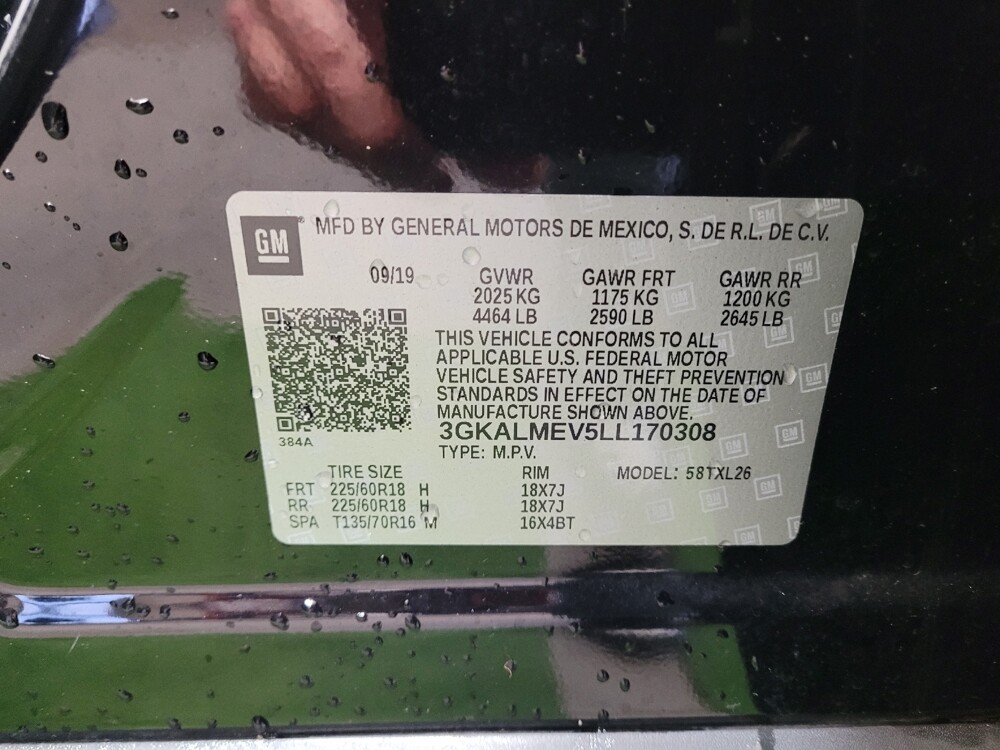 GM ® MFD BY GENERAL MOTORS DE MEXICO, S. DE R.L. DE C.V.
09/19 GVWR GAWR FRT GAWR RR
2025 KG 1175 KG 1200 KG
4464 LB 2590 LB 2645 LB
THIS VEHICLE CONFORMS TO ALL
APPLICABLE U.S. FEDERAL MOTOR
VEHICLE SAFETY AND THEFT PREVENTION
STANDARDS IN EFFECT ON THE DATE OF
MANUFACTURE SHOWN ABOVE.
3GKALMEV5LL170308
384A
TYPE: M.P.V.
TIRE SIZE RIM MODEL: 58TXL26
FRT 225/60R18 H 18X7J
RR 225/60R18 H 18X7J
SPA T135/70R16 M 16X4BT